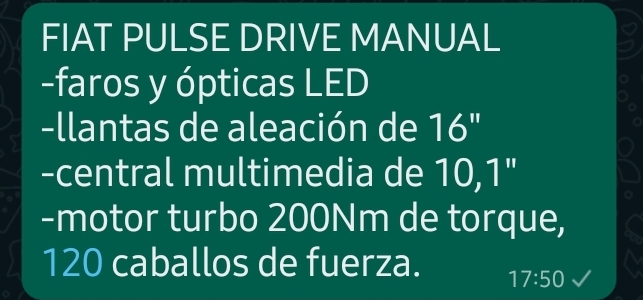 FIAT PULSE DRIVE MANUAL
-faros y ópticas LED
-llantas de aleación de 16"
-central multimedia de 10,1"
-motor turbo 200Nm de torque,
120 caballos de fuerza.
17:50